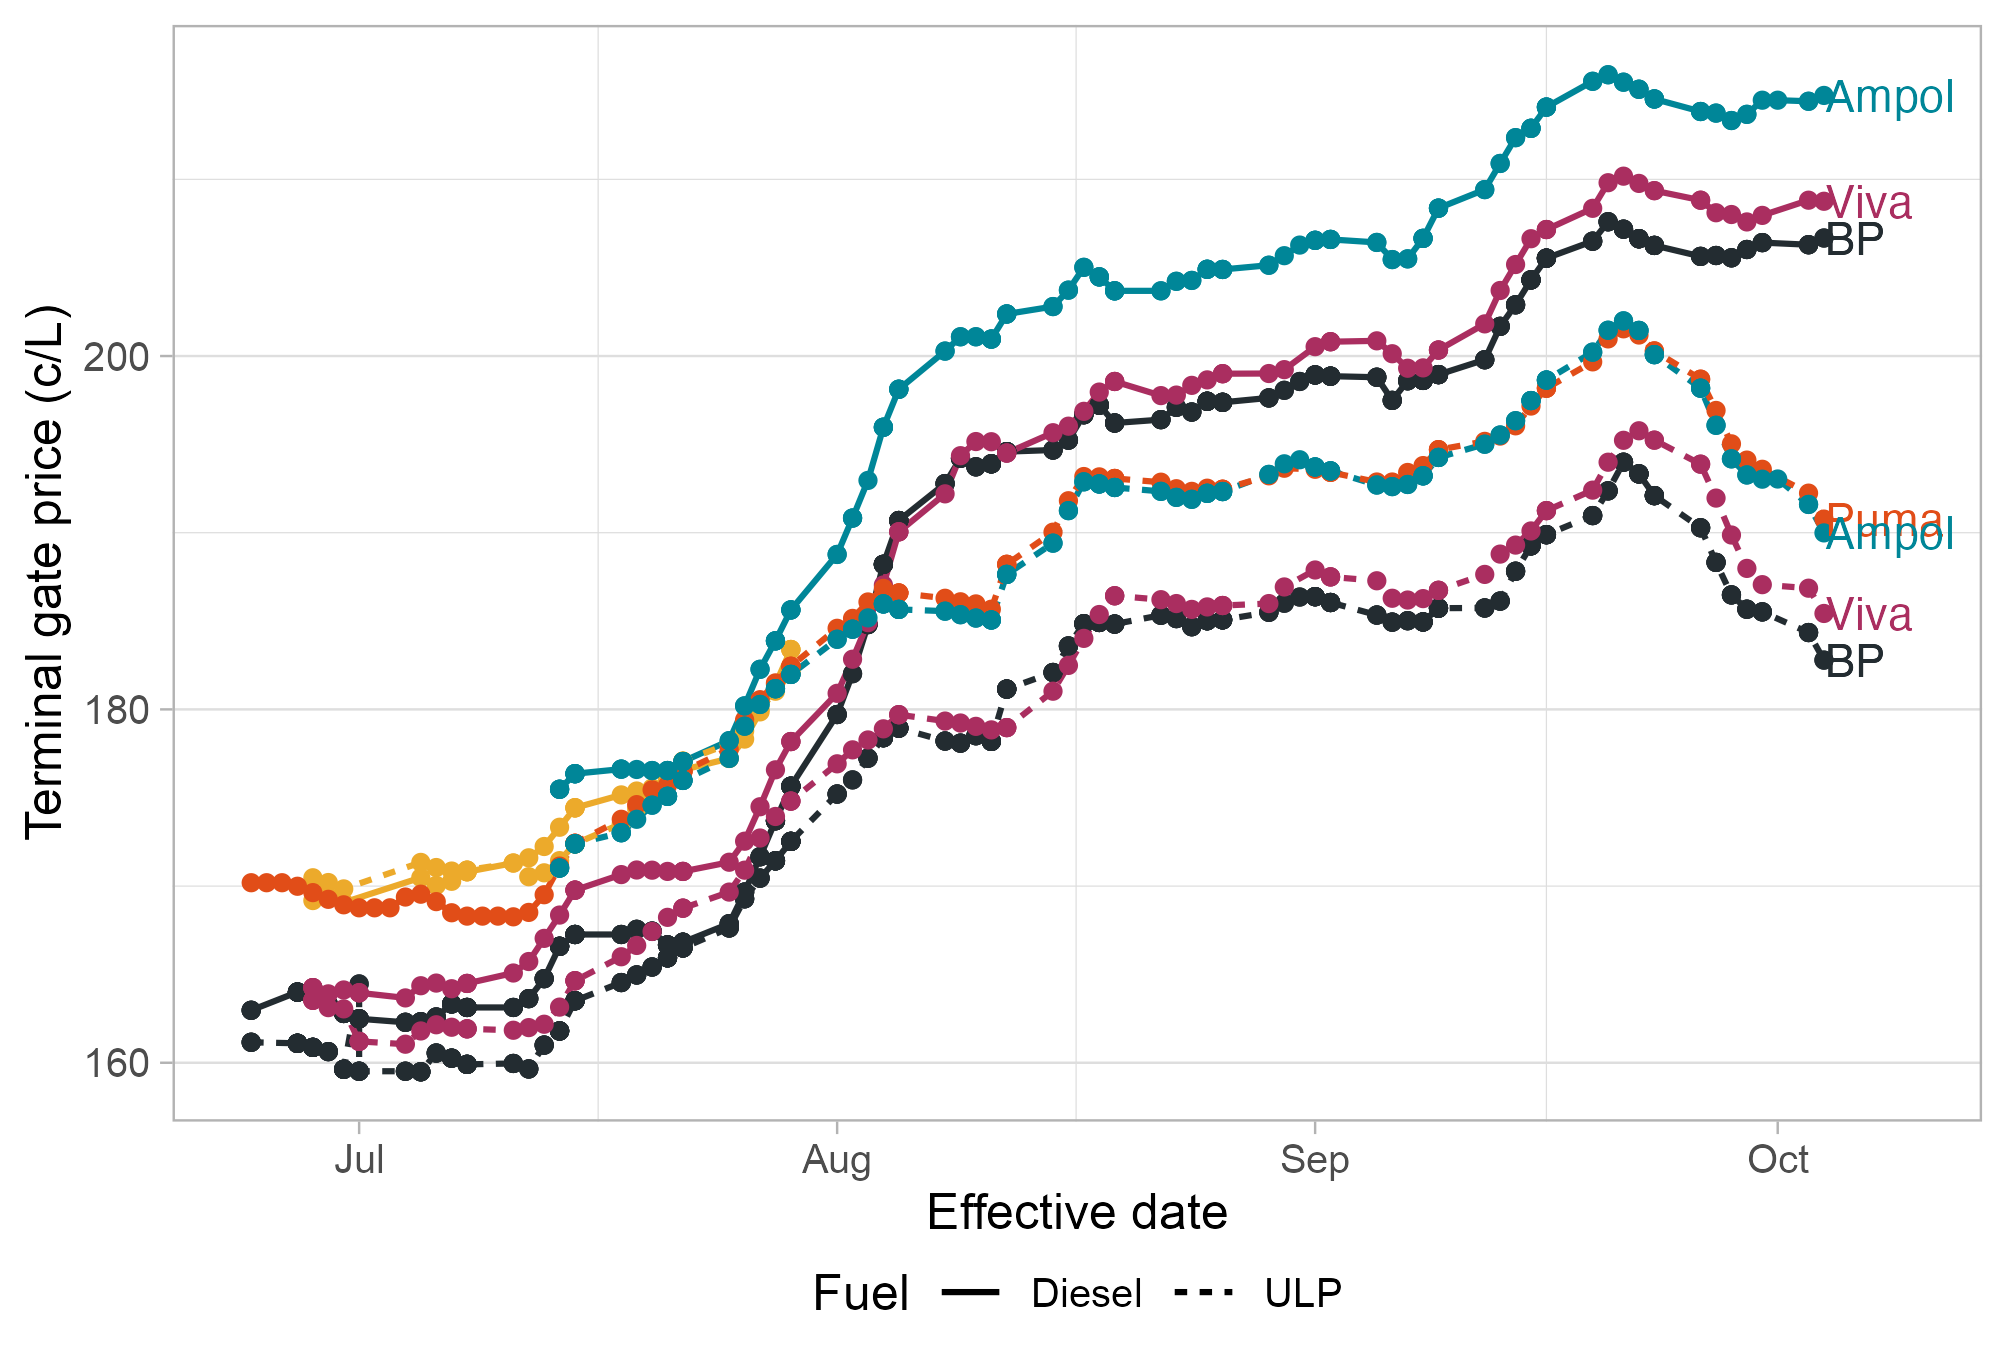 Terminal gate price (c/L)
200
180
160
Ampol
Viva
BP
Puma
Ampol
Viva
BP
Jul Aug Sep Oct
Effective date
Fuel Diesel ULP